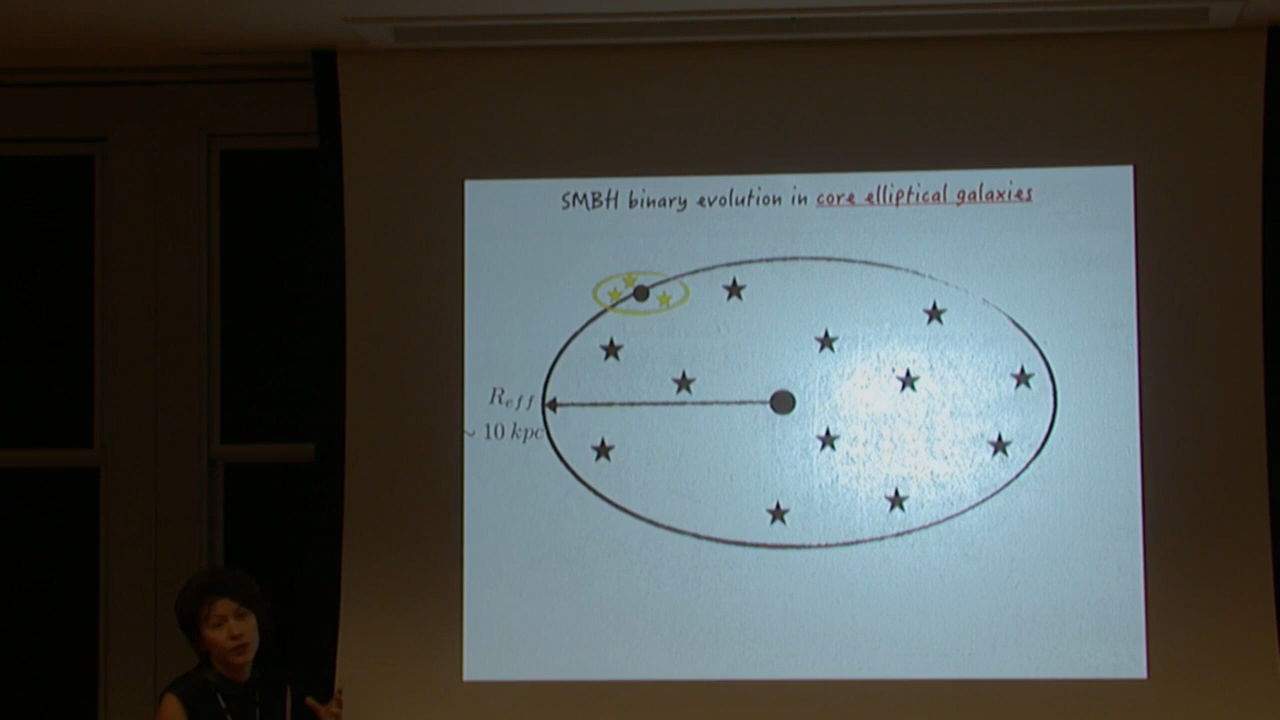 SMBH binary evolution in core elliptical galaxies
R_eff
~ 10 kpc